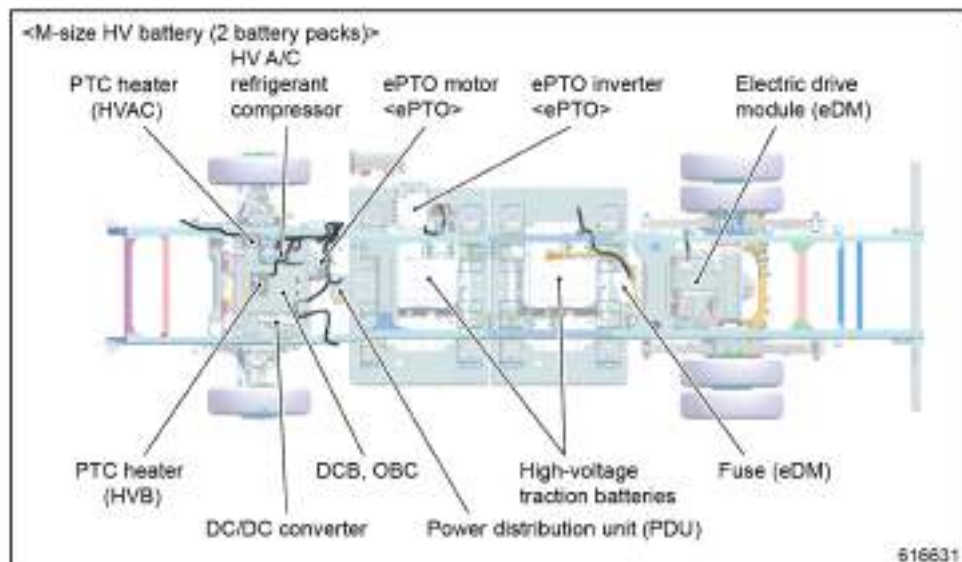 <M-size HV battery (2 battery packs)>
PTC heater
(HVAC)
HV A/C
refrigerant
compressor
ePTO motor
<ePTO>
ePTO inverter
<ePTO>
Electric drive
module (eDM)
PTC heater
(HVB)
DC/DC converter
DCB, OBC
Power distribution unit (PDU)
High-voltage
traction batteries
Fuse (eDM)
616631